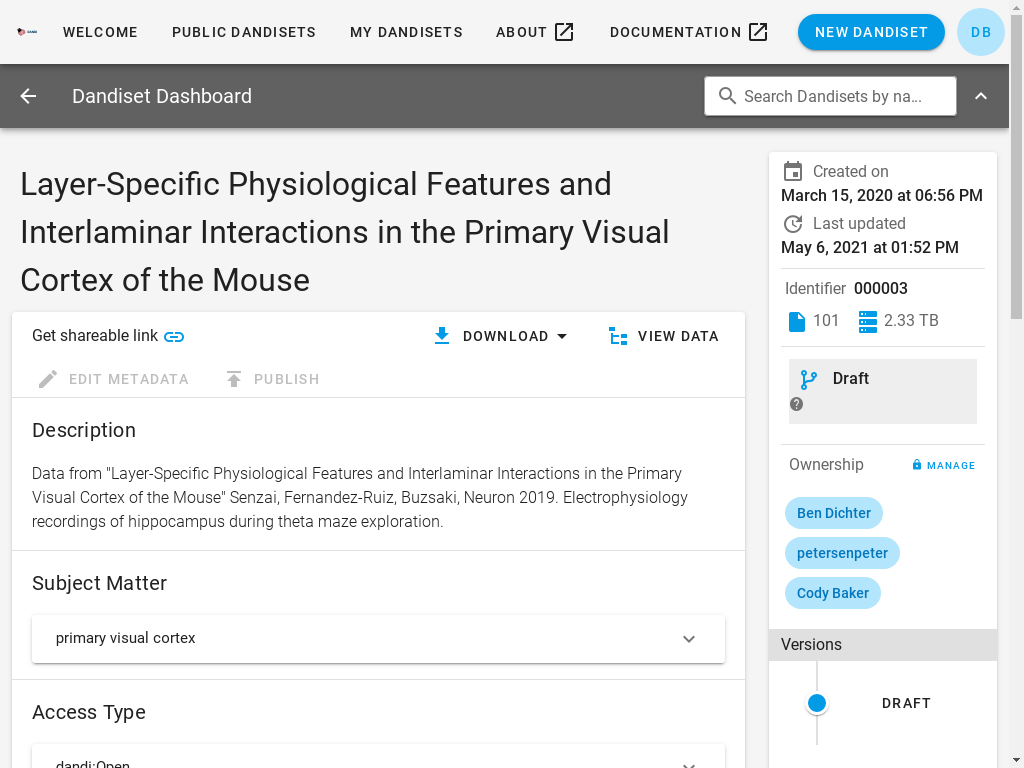 WELCOME PUBLIC DANDISETS MY DANDISETS ABOUT DOCUMENTATION NEW DANDISET DB
Dandiset Dashboard Search Dandisets by na...
Layer-Specific Physiological Features and
Interlaminar Interactions in the Primary Visual
Cortex of the Mouse
Get shareable link DOWNLOAD VIEW DATA
EDIT METADATA PUBLISH
Description
Data from "Layer-Specific Physiological Features and Interlaminar Interactions in the Primary
Visual Cortex of the Mouse" Senzai, Fernandez-Ruiz, Buzsaki, Neuron 2019. Electrophysiology
recordings of hippocampus during theta maze exploration.
Subject Matter
primary visual cortex
Access Type
dandi:Open
Created on
March 15, 2020 at 06:56 PM
Last updated
May 6, 2021 at 01:52 PM
Identifier 000003
101 2.33 TB
Draft
Ownership MANAGE
Ben Dichter
petersenpeter
Cody Baker
Versions
DRAFT